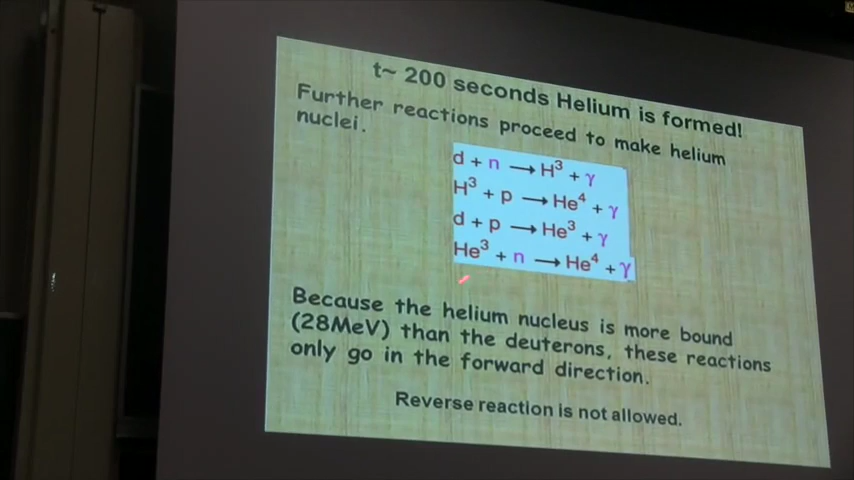 t~ 200 seconds Helium is formed!
Further reactions proceed to make helium
nuclei.
d + n ⟶ H³ + γ
H³ + p ⟶ He⁴ + γ
d + p ⟶ He³ + γ
He³ + n ⟶ He⁴ + γ
Because the helium nucleus is more bound
(28MeV) than the deuterons, these reactions
only go in the forward direction.
Reverse reaction is not allowed.